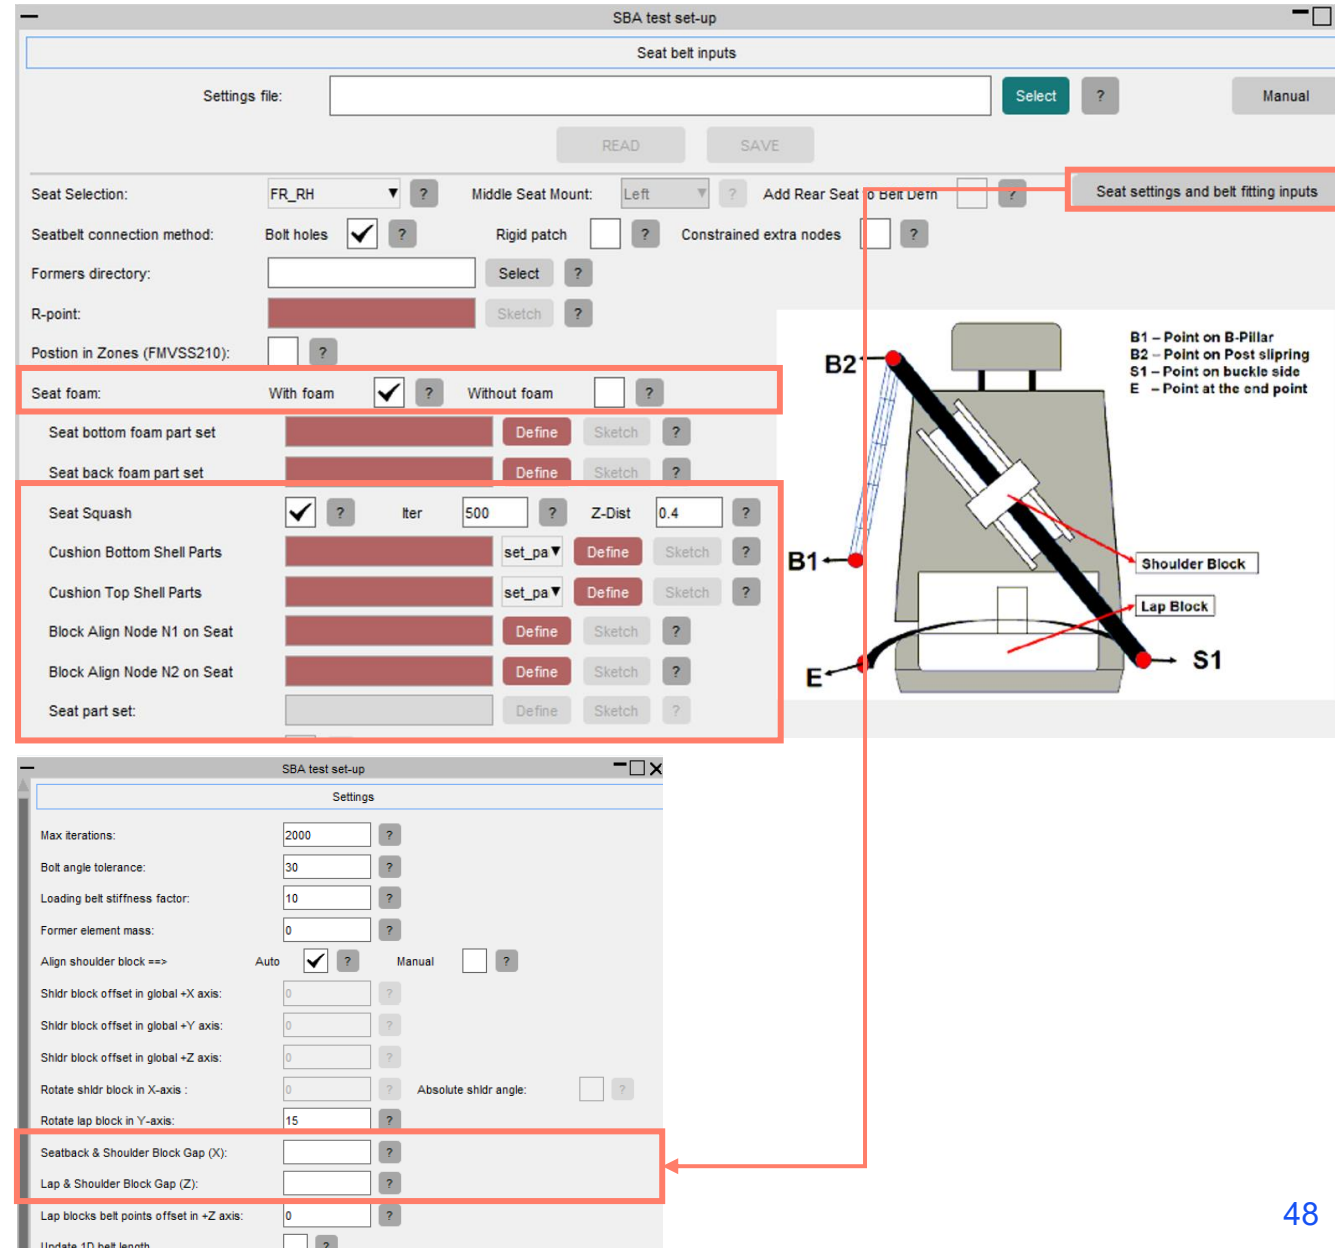 SBA test set-up
Seat belt inputs
Settings file: Select ? Manual
READ SAVE
Seat Selection: FR_RH ? Middle Seat Mount: Left ? Add Rear Seat to Belt Defn ? Seat settings and belt fitting inputs
Seatbelt connection method: Bolt holes ? Rigid patch ? Constrained extra nodes ?
Formers directory: Select ?
R-point: Sketch ?
Postion in Zones (FMVSS210): ?
Seat foam: With foam ? Without foam ?
Seat bottom foam part set Define Sketch ?
Seat back foam part set Define Sketch ?
Seat Squash ? Iter 500 ? Z-Dist 0.4 ?
Cushion Bottom Shell Parts set_pa Define Sketch ?
Cushion Top Shell Parts set_pa Define Sketch ?
Block Align Node N1 on Seat Define Sketch ?
Block Align Node N2 on Seat Define Sketch ?
Seat part set: Define Sketch ?
B1 – Point on B-Pillar
B2 – Point on Post slipring
S1 – Point on buckle side
E – Point at the end point
B2
B1
Shoulder Block
Lap Block
S1
E
SBA test set-up
Settings
Max iterations: 2000 ?
Bolt angle tolerance: 30 ?
Loading belt stiffness factor: 10 ?
Former element mass: 0 ?
Align shoulder block ==> Auto ? Manual ?
Shldr block offset in global +X axis: 0 ?
Shldr block offset in global +Y axis: 0 ?
Shldr block offset in global +Z axis: 0 ?
Rotate shldr block in X-axis : 0 ? Absolute shldr angle: ?
Rotate lap block in Y-axis: 15 ?
Seatback & Shoulder Block Gap (X): ?
Lap & Shoulder Block Gap (Z): ?
Lap blocks belt points offset in +Z axis: 0 ?
Update 1D belt length ?
48